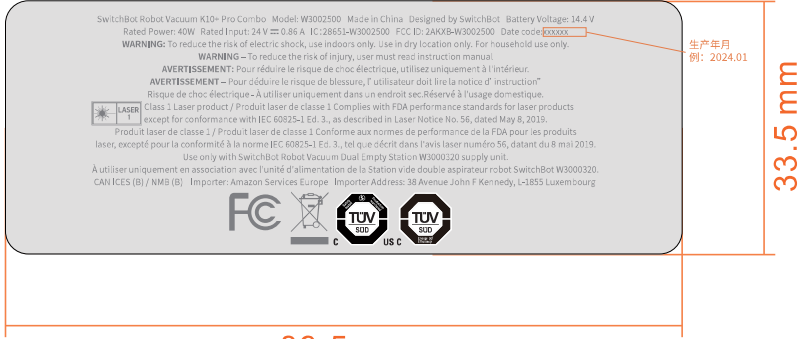 SwitchBot Robot Vacuum K10+ Pro Combo Model: W3002500 Made in China Designed by SwitchBot Battery Voltage: 14.4 V
Rated Power: 40W Rated Input: 24 V ⎓ 0.86 A IC:28651-W3002500 FCC ID: 2AKXB-W3002500 Date code:xxxxxx
WARNING: To reduce the risk of electric shock, use indoors only. Use in dry location only. For household use only.
WARNING – To reduce the risk of injury, user must read instruction manual
AVERTISSEMENT: Pour réduire le risque de choc électrique, utilisez uniquement à l'intérieur.
AVERTISSEMENT – Pour déduire le risque de blessure, l' utilisateur doit lire la notice d' instruction"
Risque de choc électrique - À utiliser uniquement dans un endroit sec.Réservé à l'usage domestique.
LASER 1
Class 1 Laser product / Produit laser de classe 1 Complies with FDA performance standards for laser products
except for conformance with IEC 60825-1 Ed. 3., as described in Laser Notice No. 56, dated May 8, 2019.
Produit laser de classe 1 / Produit laser de classe 1 Conforme aux normes de performance de la FDA pour les produits
laser, excepté pour la conformité à la norme IEC 60825-1 Ed. 3., tel que décrit dans l'avis laser numéro 56, datant du 8 mai 2019.
Use only with SwitchBot Robot Vacuum Dual Empty Station W3000320 supply unit.
À utiliser uniquement en association avec l'unité d'alimentation de la Station vide double aspirateur robot SwitchBot W3000320.
CAN ICES (B) / NMB (B) Importer: Amazon Services Europe Importer Address: 38 Avenue John F Kennedy, L-1855 Luxembourg
FC
C TÜV SÜD US
C TÜV SÜD
生产年月
例：2024.01
33.5 mm